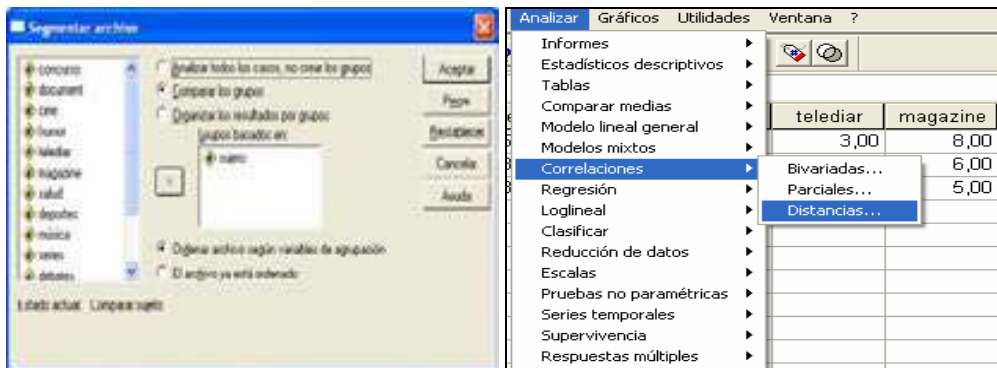 Segmentar archivo
concurso
document
cine
humor
telediar
magazine
salud
deportes
música
series
debates
Analizar todos los casos, no crear los grupos
Comparar los grupos
Organizar los resultados por grupos
Grupos basados en:
sujeto
Ordenar archivo según variables de agrupación
El archivo ya está ordenado
Aceptar
Pegar
Restablecer
Cancelar
Ayuda
Estado actual: Comparar: sujeto
Analizar Gráficos Utilidades Ventana ?
Informes
Estadísticos descriptivos
Tablas
Comparar medias
Modelo lineal general
Modelos mixtos
Correlaciones
Regresión
Loglineal
Clasificar
Reducción de datos
Escalas
Pruebas no paramétricas
Series temporales
Supervivencia
Respuestas múltiples
Bivariadas...
Parciales...
Distancias...
telediar magazine
3,00 8,00
6,00
5,00